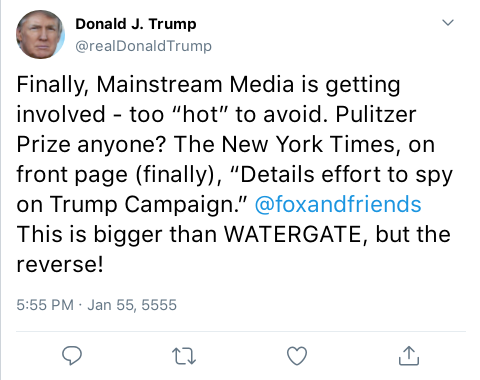 Donald J. Trump
@realDonaldTrump
Finally, Mainstream Media is getting
involved - too “hot” to avoid. Pulitzer
Prize anyone? The New York Times, on
front page (finally), “Details effort to spy
on Trump Campaign.” @foxandfriends
This is bigger than WATERGATE, but the
reverse!
5:55 PM · Jan 55, 5555